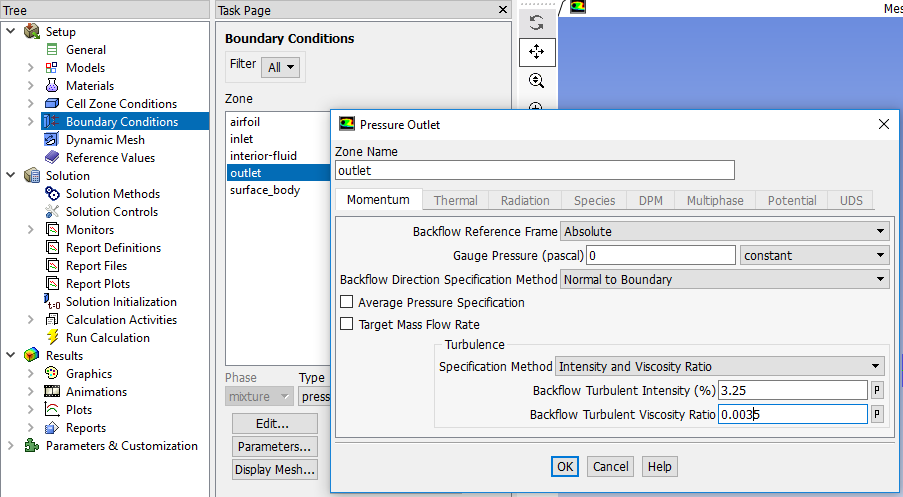 Tree
Setup
General
Models
Materials
Cell Zone Conditions
Boundary Conditions
Dynamic Mesh
Reference Values
Solution
Solution Methods
Solution Controls
Monitors
Report Definitions
Report Files
Report Plots
Solution Initialization
Calculation Activities
Run Calculation
Results
Graphics
Animations
Plots
Reports
Parameters & Customization
Task Page
Boundary Conditions
Filter All
Zone
airfoil
inlet
interior-fluid
outlet
surface_body
Phase Type
mixture press
Edit...
Parameters...
Display Mesh...
Mes
Pressure Outlet
Zone Name
outlet
Momentum Thermal Radiation Species DPM Multiphase Potential UDS
Backflow Reference Frame Absolute
Gauge Pressure (pascal) 0 constant
Backflow Direction Specification Method Normal to Boundary
Average Pressure Specification
Target Mass Flow Rate
Turbulence
Specification Method Intensity and Viscosity Ratio
Backflow Turbulent Intensity (%) 3.25 P
Backflow Turbulent Viscosity Ratio 0.0035 P
OK Cancel Help